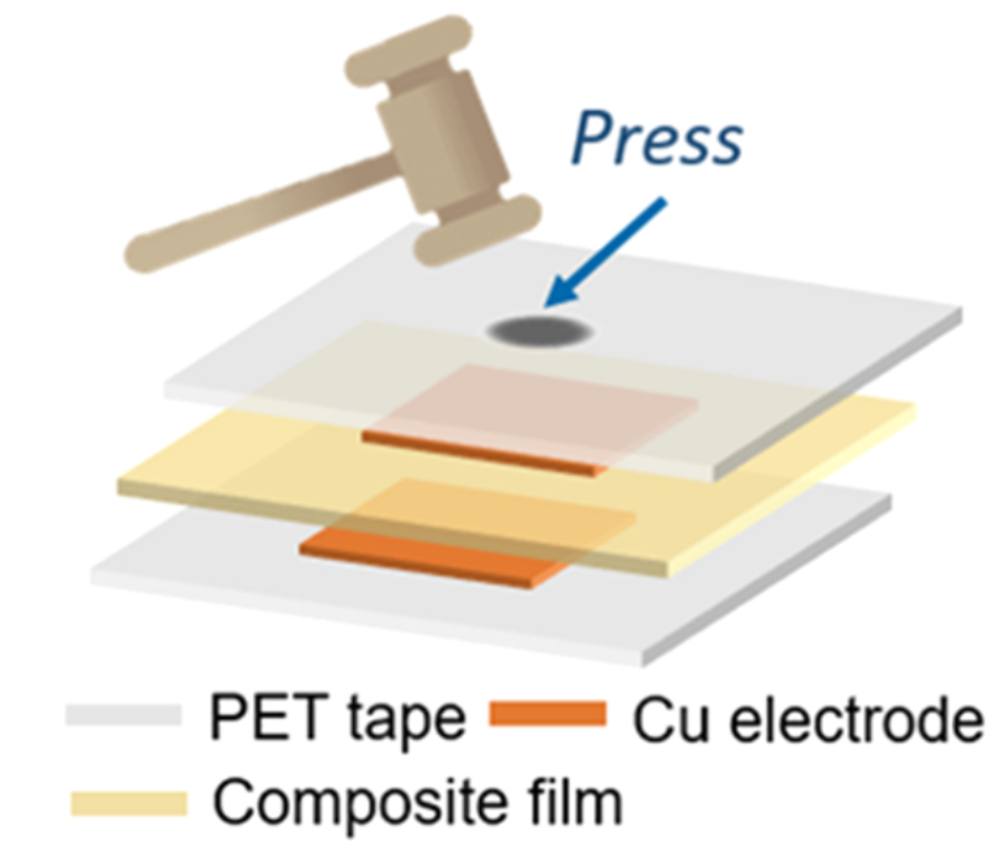 Press
PET tape
Cu electrode
Composite film